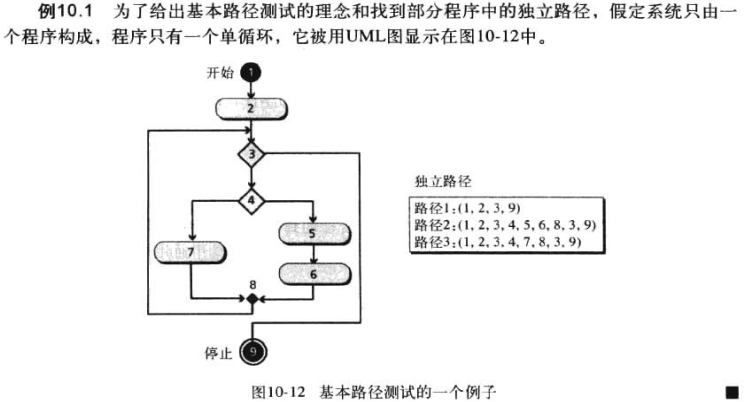 例10.1 为了给出基本路径测试的理念和找到部分程序中的独立路径，假定系统只由一
个程序构成，程序只有一个单循环，它被用UML图显示在图10-12中。
开始 1
2
3
4
5
7
6
8
停止 9
独立路径
路径1:(1, 2, 3, 9)
路径2:(1, 2, 3, 4, 5, 6, 8, 3, 9)
路径3:(1, 2, 3, 4, 7, 8, 3, 9)
图10-12 基本路径测试的一个例子